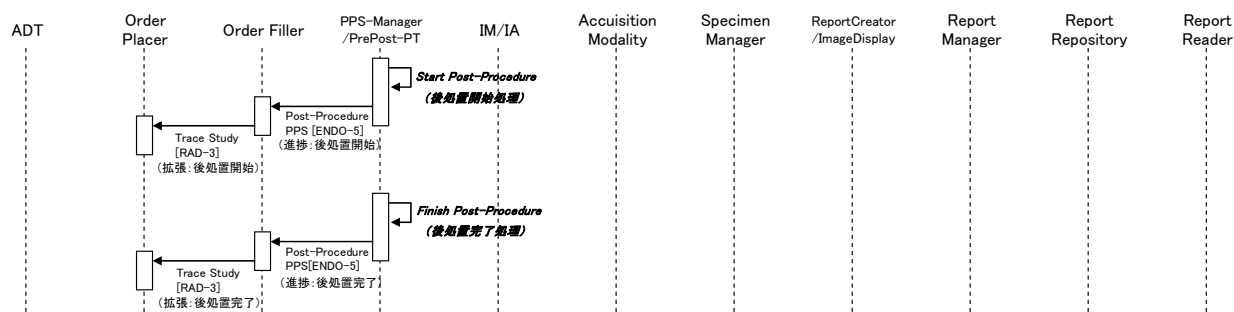 ADT
Order
Placer
Order Filler
PPS-Manager
/PrePost-PT
IM/IA
Accuisition
Modality
Specimen
Manager
ReportCreator
/ImageDisplay
Report
Manager
Report
Repository
Report
Reader
Start Post-Procedure
(後処置開始処理)
Post-Procedure
PPS [ENDO-5]
(進捗:後処置開始)
Trace Study
[RAD-3]
(拡張:後処置開始)
Finish Post-Procedure
(後処置完了処理)
Post-Procedure
PPS[ENDO-5]
(進捗:後処置完了)
Trace Study
[RAD-3]
(拡張:後処置完了)